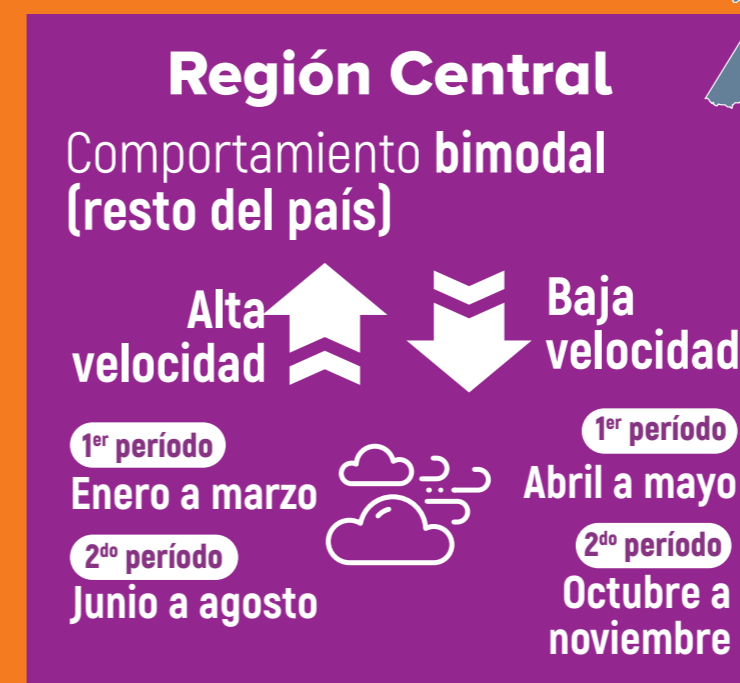 Región Central
Comportamiento bimodal
(resto del país)
Alta
velocidad
1er período
Enero a marzo
2do período
Junio a agosto
Baja
velocidad
1er período
Abril a mayo
2do período
Octubre a
noviembre